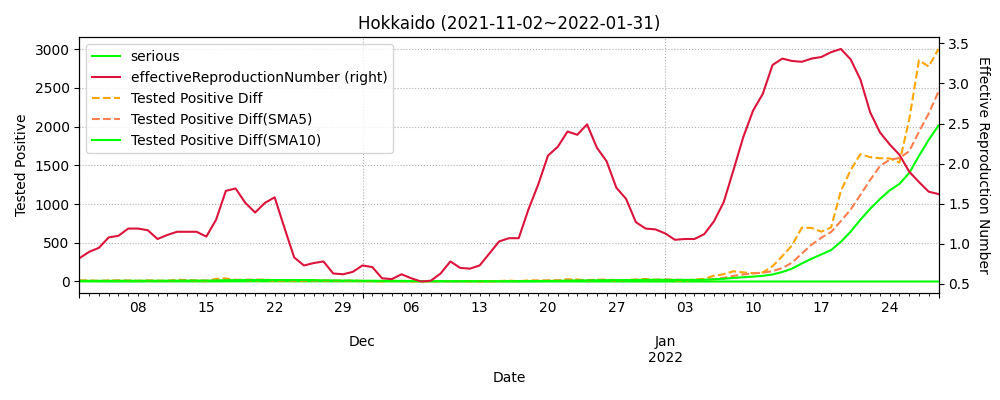 Hokkaido (2021-11-02~2022-01-31)
serious
effectiveReproductionNumber (right)
Tested Positive Diff
Tested Positive Diff(SMA5)
Tested Positive Diff(SMA10)
Tested Positive
3000
2500
2000
1500
1000
500
0
3.5
3.0
2.5
2.0
1.5
1.0
0.5
Effective Reproduction Number
08 15 22 29 06 13 20 27 03 10 17 24
Dec Jan
2022
Date